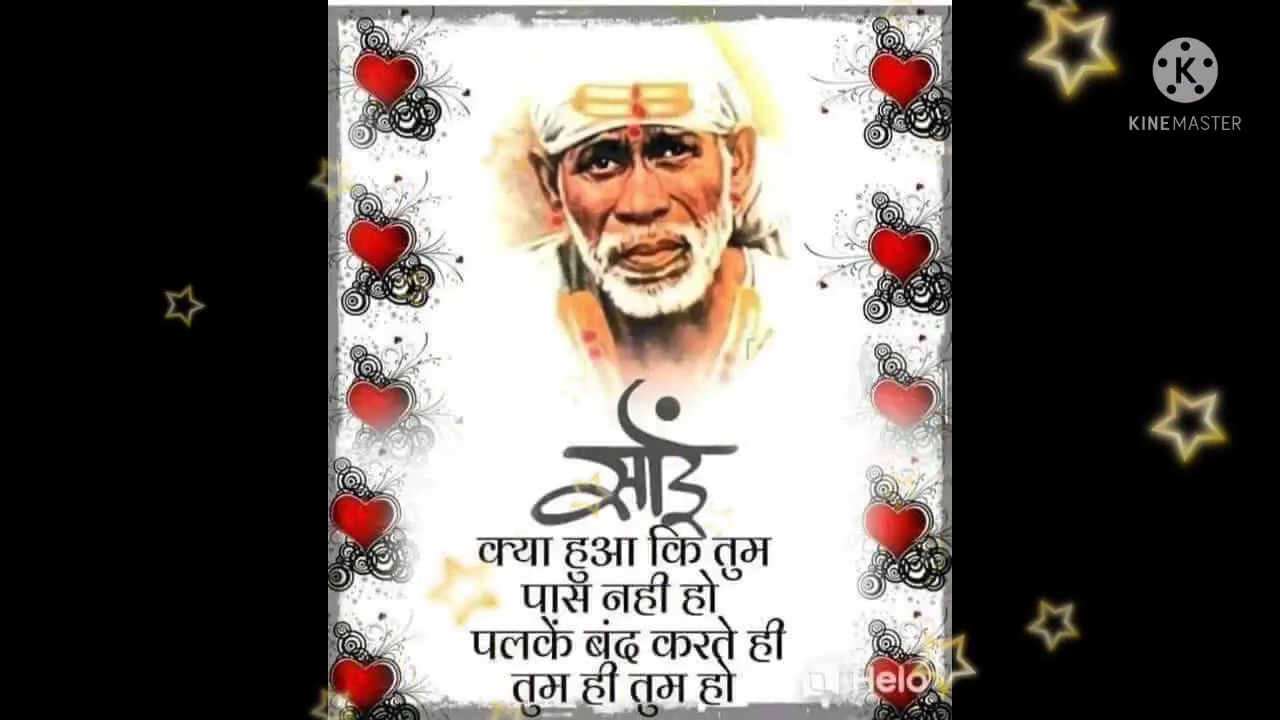 KINEMASTER
साईं
क्या हुआ कि तुम
पास नही हो
पलकें बंद करते ही
तुम ही तुम हो
Helo